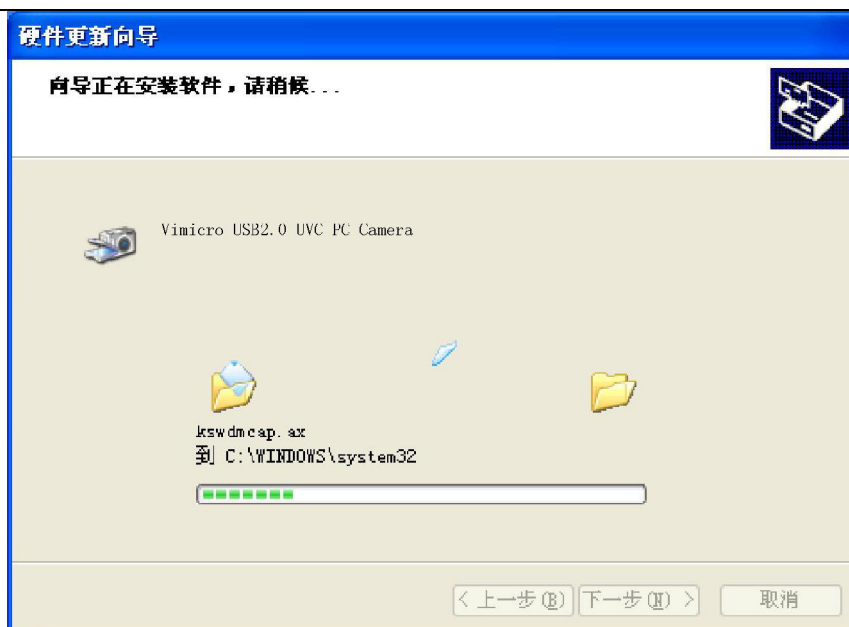 硬件更新向导
向导正在安装软件，请稍候...
Vimicro USB2.0 UVC PC Camera
kswdmcap.ax
到 C:\WINDOWS\system32
< 上一步(B) 下一步(N) > 取消